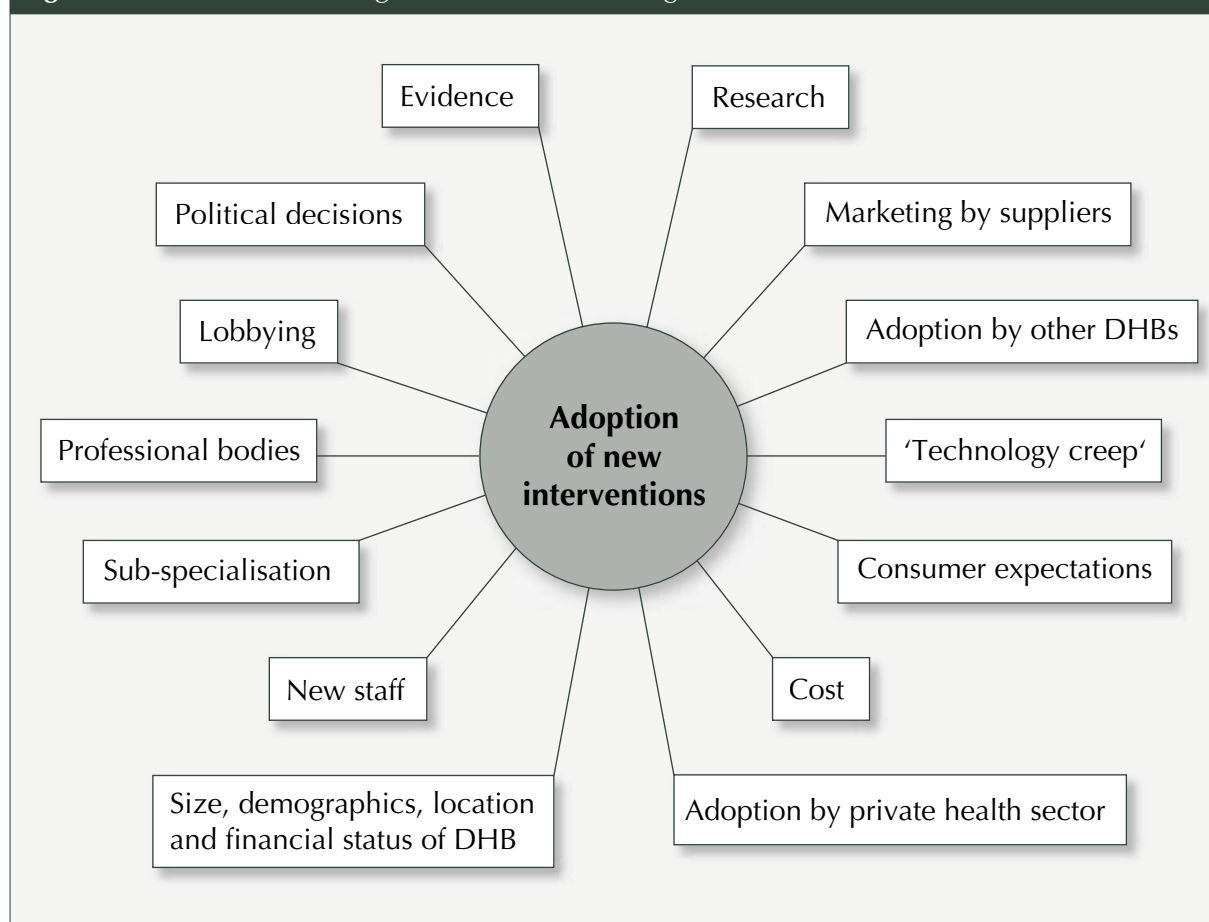 Evidence
Research
Political decisions
Marketing by suppliers
Lobbying
Adoption by other DHBs
Adoption
of new
interventions
Professional bodies
‘Technology creep‘
Sub-specialisation
Consumer expectations
New staff
Cost
Size, demographics, location
and financial status of DHB
Adoption by private health sector